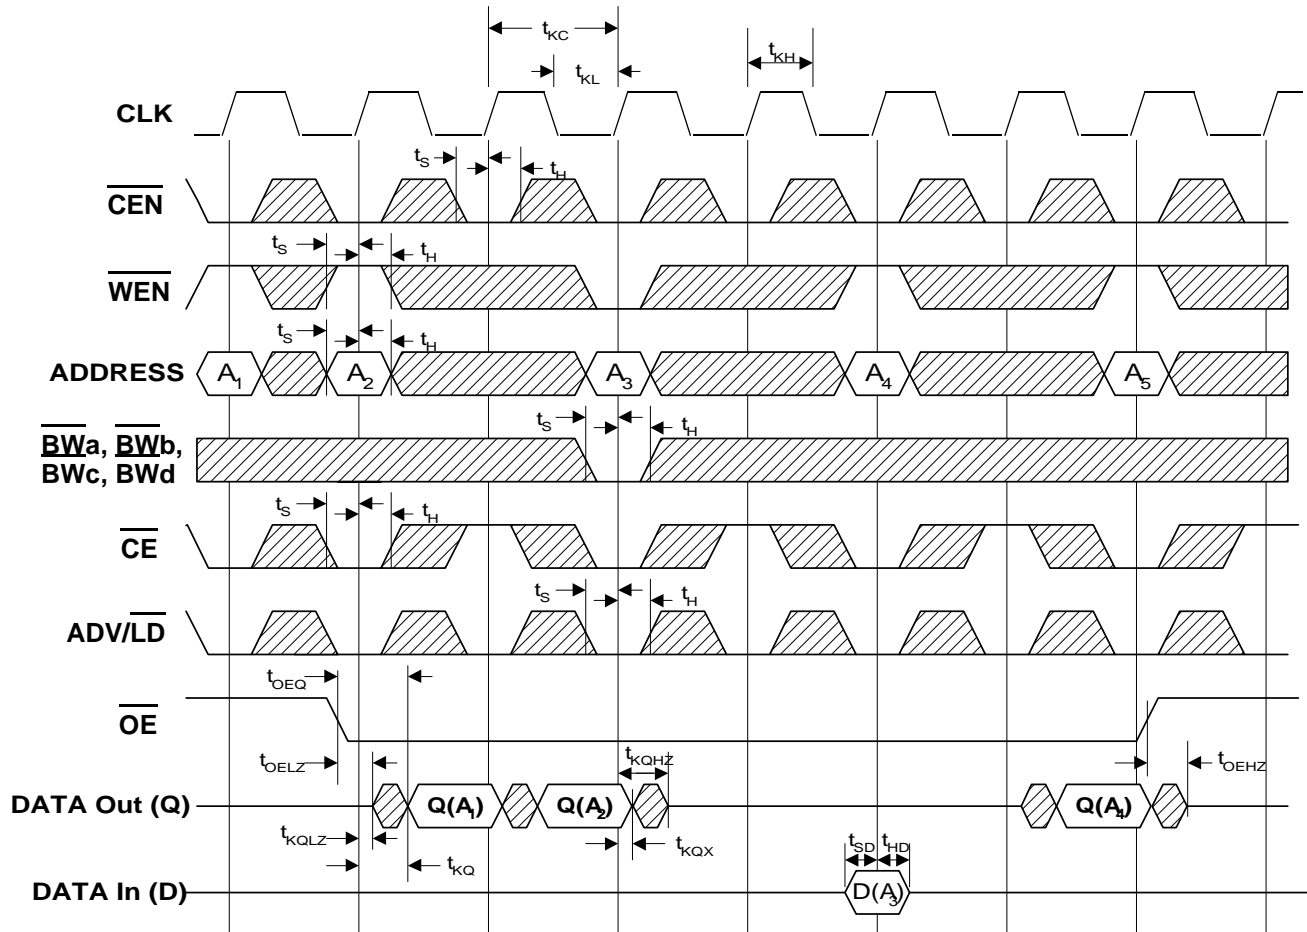 tKC
tKH
tKL
CLK
tS
tH
CEN
tS
tH
WEN
tS
tH
ADDRESS
A1
A2
A3
A4
A5
BWa, BWb,
BWc, BWd
tS
tH
tS
tH
CE
tS
tH
ADV/LD
tOEQ
OE
tOELZ
tKQHZ
tOEHZ
DATA Out (Q)
Q(A1)
Q(A2)
Q(A4)
tKQLZ
tKQ
tKQX
tSD
tHD
DATA In (D)
D(A3)